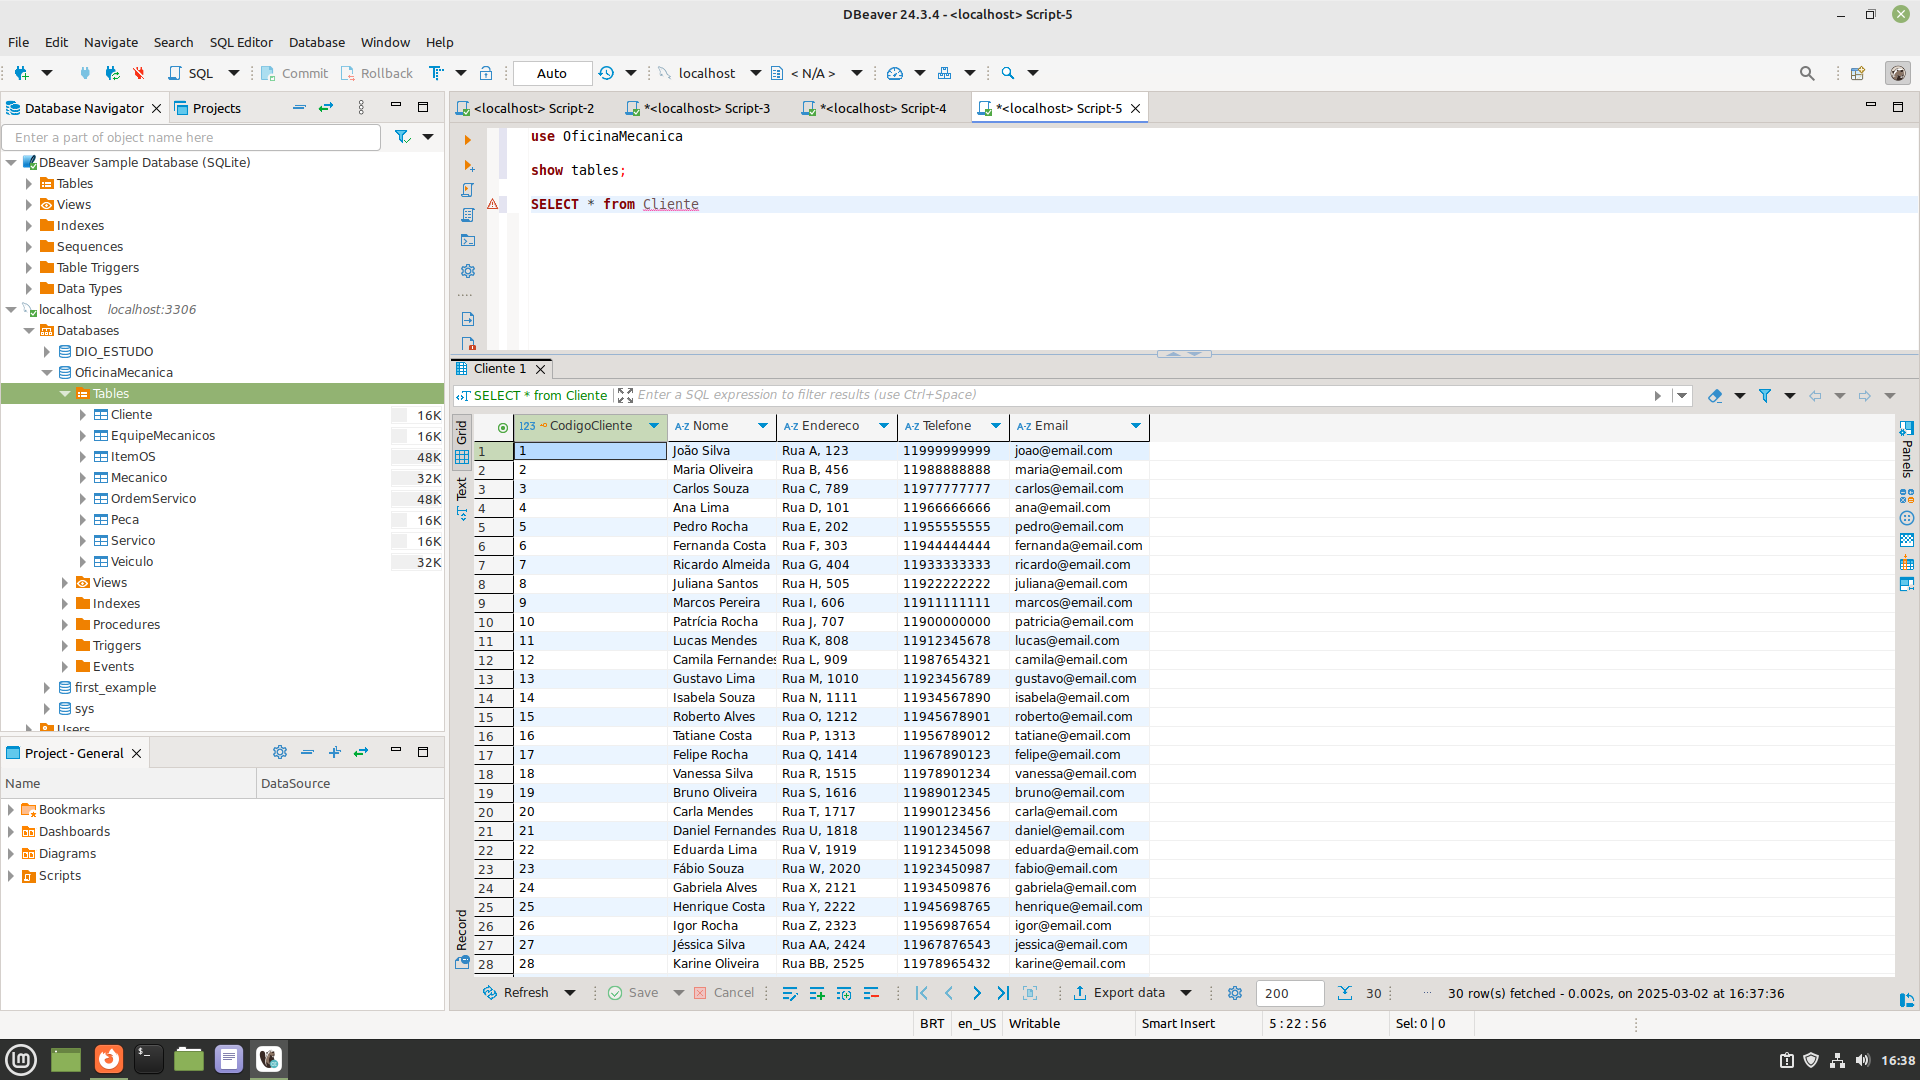 DBeaver 24.3.4 - <localhost> Script-5
File Edit Navigate Search SQL Editor Database Window Help
SQL Commit Rollback Auto localhost < N/A >
Database Navigator Projects
Enter a part of object name here
DBeaver Sample Database (SQLite)
Tables
Views
Indexes
Sequences
Table Triggers
Data Types
localhost localhost:3306
Databases
DIO_ESTUDO
OficinaMecanica
Tables
Cliente 16K
EquipeMecanicos 16K
ItemOS 48K
Mecanico 32K
OrdemServico 48K
Peca 16K
Servico 16K
Veiculo 32K
Views
Indexes
Procedures
Triggers
Events
first_example
sys
Users
Project - General
Name DataSource
Bookmarks
Dashboards
Diagrams
Scripts
<localhost> Script-2 *<localhost> Script-3 *<localhost> Script-4 *<localhost> Script-5
use OficinaMecanica
show tables;
SELECT * from Cliente
Cliente 1
SELECT * from Cliente Enter a SQL expression to filter results (use Ctrl+Space)
Grid
Text
Record
Panels
123 CodigoCliente A-Z Nome A-Z Endereco A-Z Telefone A-Z Email
1 1 João Silva Rua A, 123 11999999999 joao@email.com
2 2 Maria Oliveira Rua B, 456 11988888888 maria@email.com
3 3 Carlos Souza Rua C, 789 11977777777 carlos@email.com
4 4 Ana Lima Rua D, 101 11966666666 ana@email.com
5 5 Pedro Rocha Rua E, 202 11955555555 pedro@email.com
6 6 Fernanda Costa Rua F, 303 11944444444 fernanda@email.com
7 7 Ricardo Almeida Rua G, 404 11933333333 ricardo@email.com
8 8 Juliana Santos Rua H, 505 11922222222 juliana@email.com
9 9 Marcos Pereira Rua I, 606 11911111111 marcos@email.com
10 10 Patrícia Rocha Rua J, 707 11900000000 patricia@email.com
11 11 Lucas Mendes Rua K, 808 11912345678 lucas@email.com
12 12 Camila Fernandes Rua L, 909 11987654321 camila@email.com
13 13 Gustavo Lima Rua M, 1010 11923456789 gustavo@email.com
14 14 Isabela Souza Rua N, 1111 11934567890 isabela@email.com
15 15 Roberto Alves Rua O, 1212 11945678901 roberto@email.com
16 16 Tatiane Costa Rua P, 1313 11956789012 tatiane@email.com
17 17 Felipe Rocha Rua Q, 1414 11967890123 felipe@email.com
18 18 Vanessa Silva Rua R, 1515 11978901234 vanessa@email.com
19 19 Bruno Oliveira Rua S, 1616 11989012345 bruno@email.com
20 20 Carla Mendes Rua T, 1717 11990123456 carla@email.com
21 21 Daniel Fernandes Rua U, 1818 11901234567 daniel@email.com
22 22 Eduarda Lima Rua V, 1919 11912345098 eduarda@email.com
23 23 Fábio Souza Rua W, 2020 11923450987 fabio@email.com
24 24 Gabriela Alves Rua X, 2121 11934509876 gabriela@email.com
25 25 Henrique Costa Rua Y, 2222 11945698765 henrique@email.com
26 26 Igor Rocha Rua Z, 2323 11956987654 igor@email.com
27 27 Jéssica Silva Rua AA, 2424 11967876543 jessica@email.com
28 28 Karine Oliveira Rua BB, 2525 11978965432 karine@email.com
Refresh Save Cancel Export data 200 30 30 row(s) fetched - 0.002s, on 2025-03-02 at 16:37:36
BRT en_US Writable Smart Insert 5 : 22 : 56 Sel: 0 | 0
16:38